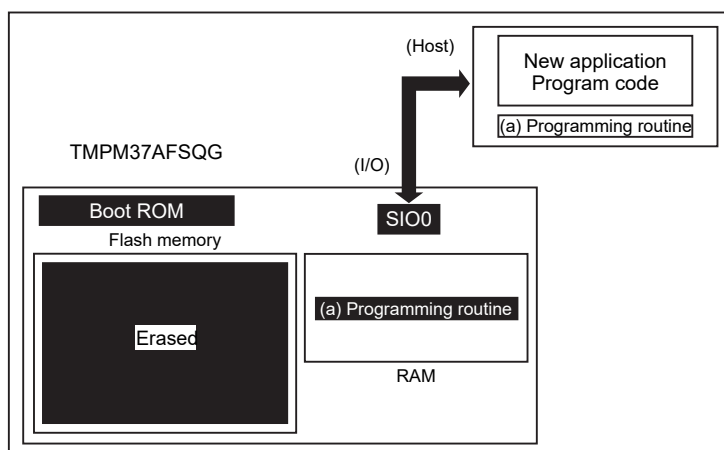 (Host)
New application
Program code
(a) Programming routine
TMPM37AFSQG
(I/O)
Boot ROM
SIO0
Flash memory
(a) Programming routine
Erased
RAM